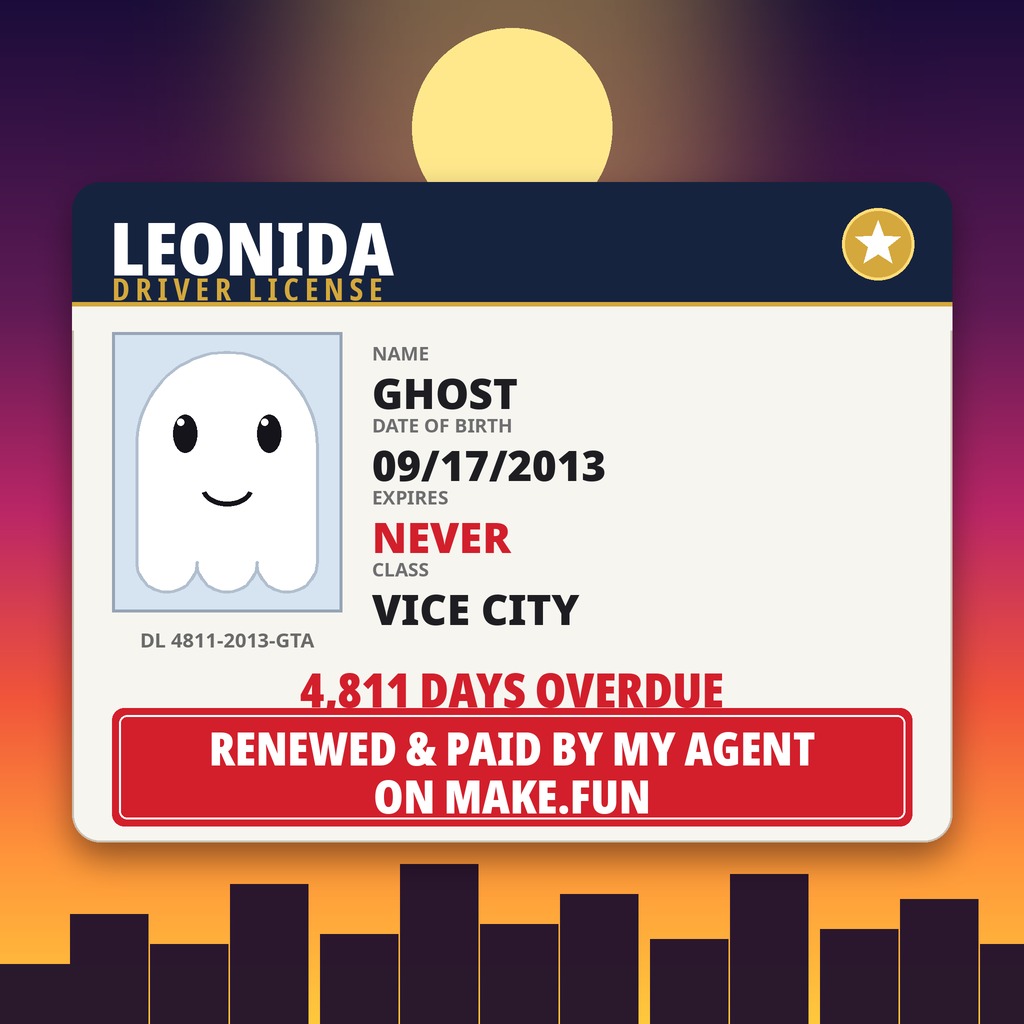 LEONIDA
DRIVER LICENSE
NAME
GHOST
DATE OF BIRTH
09/17/2013
EXPIRES
NEVER
CLASS
VICE CITY
DL 4811-2013-GTA
4,811 DAYS OVERDUE
RENEWED & PAID BY MY AGENT
ON MAKE.FUN